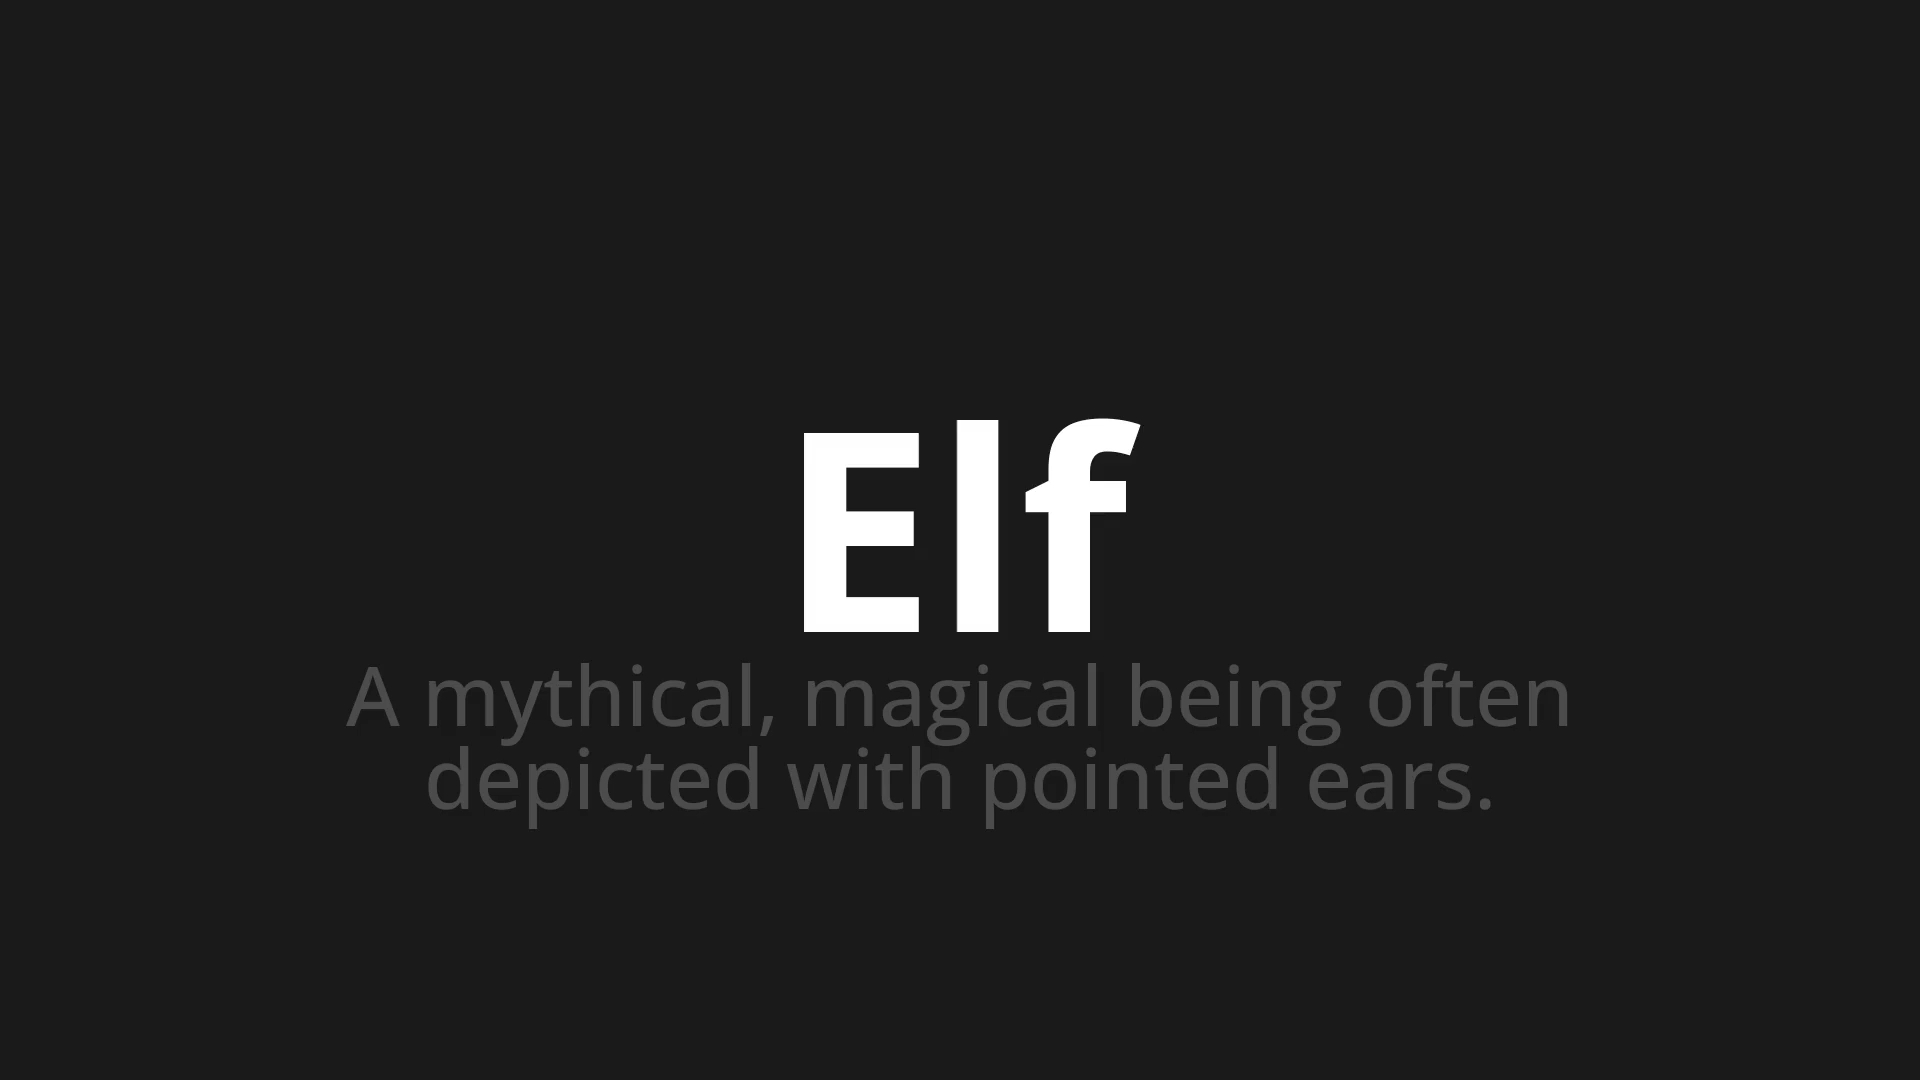 Elf
A mythical, magical being often
depicted with pointed ears.